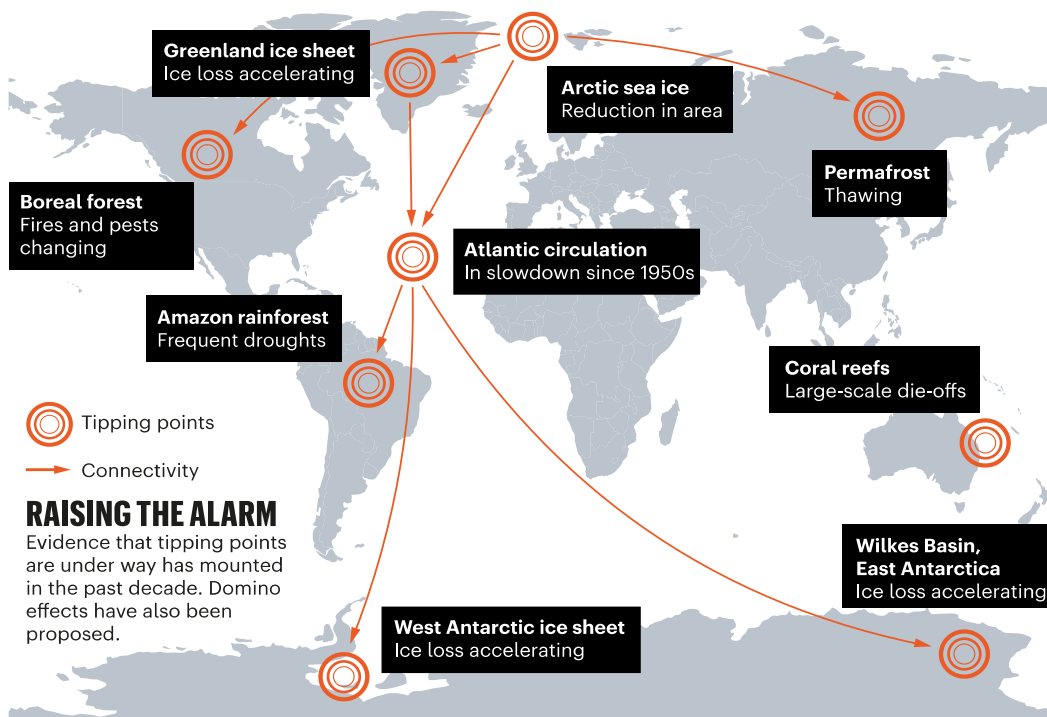 Greenland ice sheet
Ice loss accelerating
Arctic sea ice
Reduction in area
Permafrost
Thawing
Boreal forest
Fires and pests
changing
Atlantic circulation
In slowdown since 1950s
Amazon rainforest
Frequent droughts
Coral reefs
Large-scale die-offs
Tipping points
Connectivity
RAISING THE ALARM
Evidence that tipping points
are under way has mounted
in the past decade. Domino
effects have also been
proposed.
Wilkes Basin,
East Antarctica
Ice loss accelerating
West Antarctic ice sheet
Ice loss accelerating